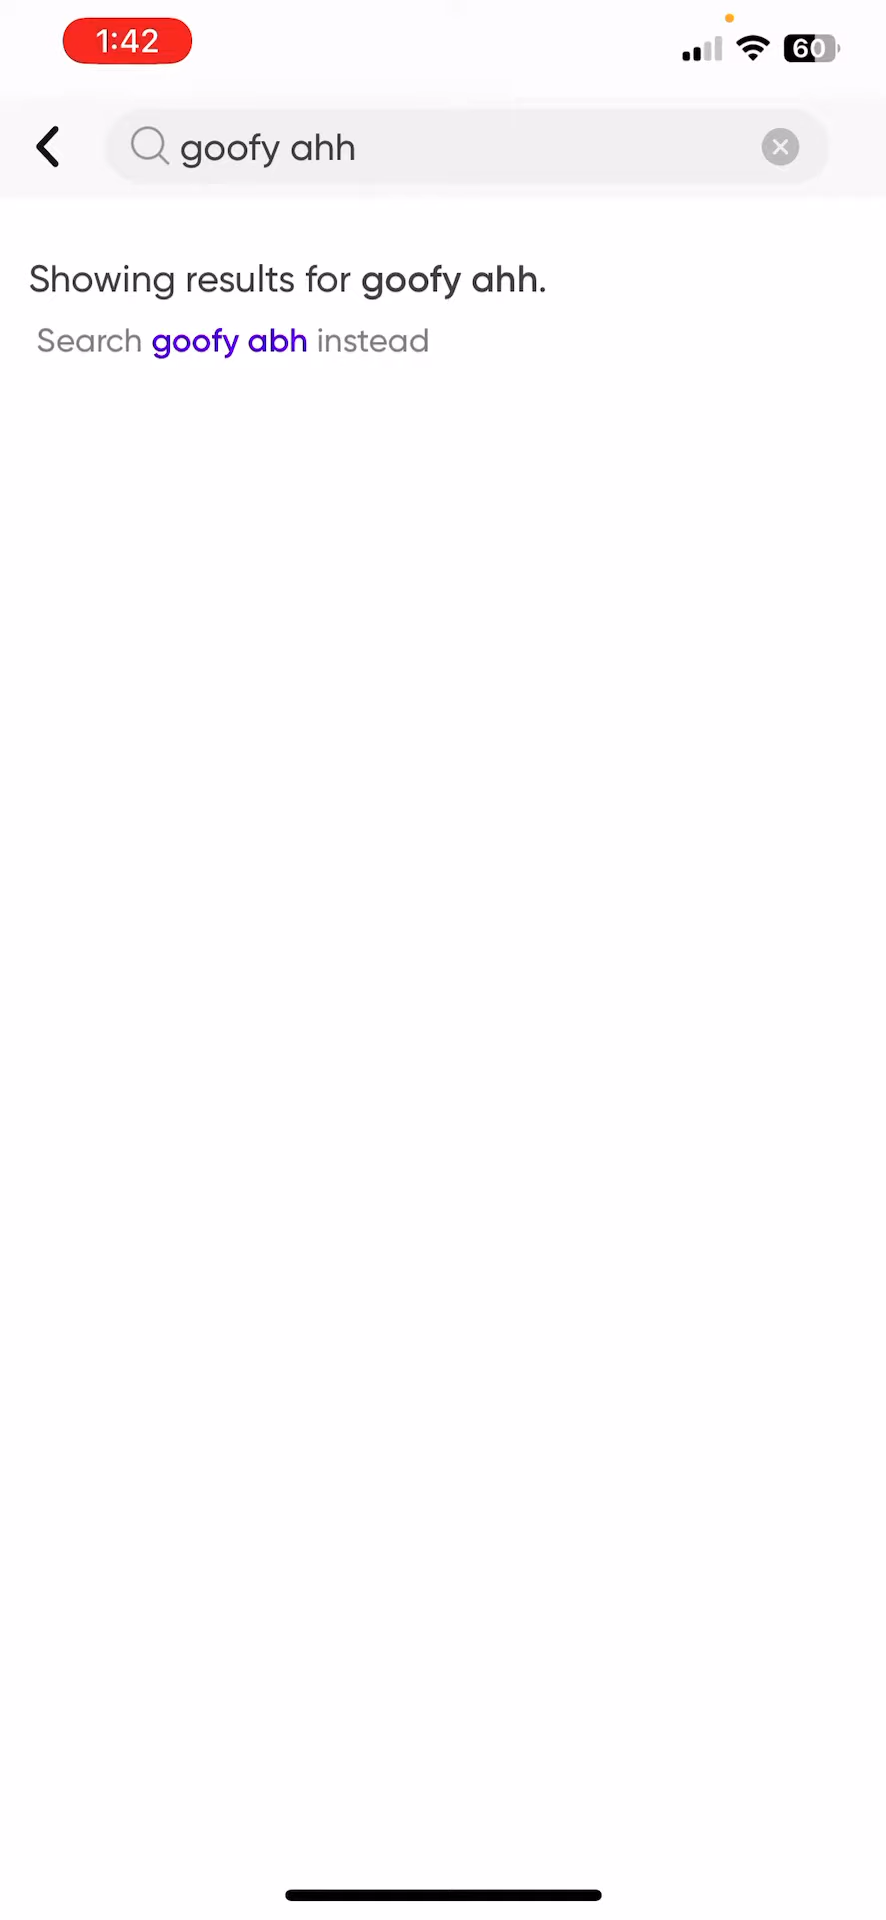 1:42
60
goofy ahh
Showing results for goofy ahh.
Search goofy abh instead